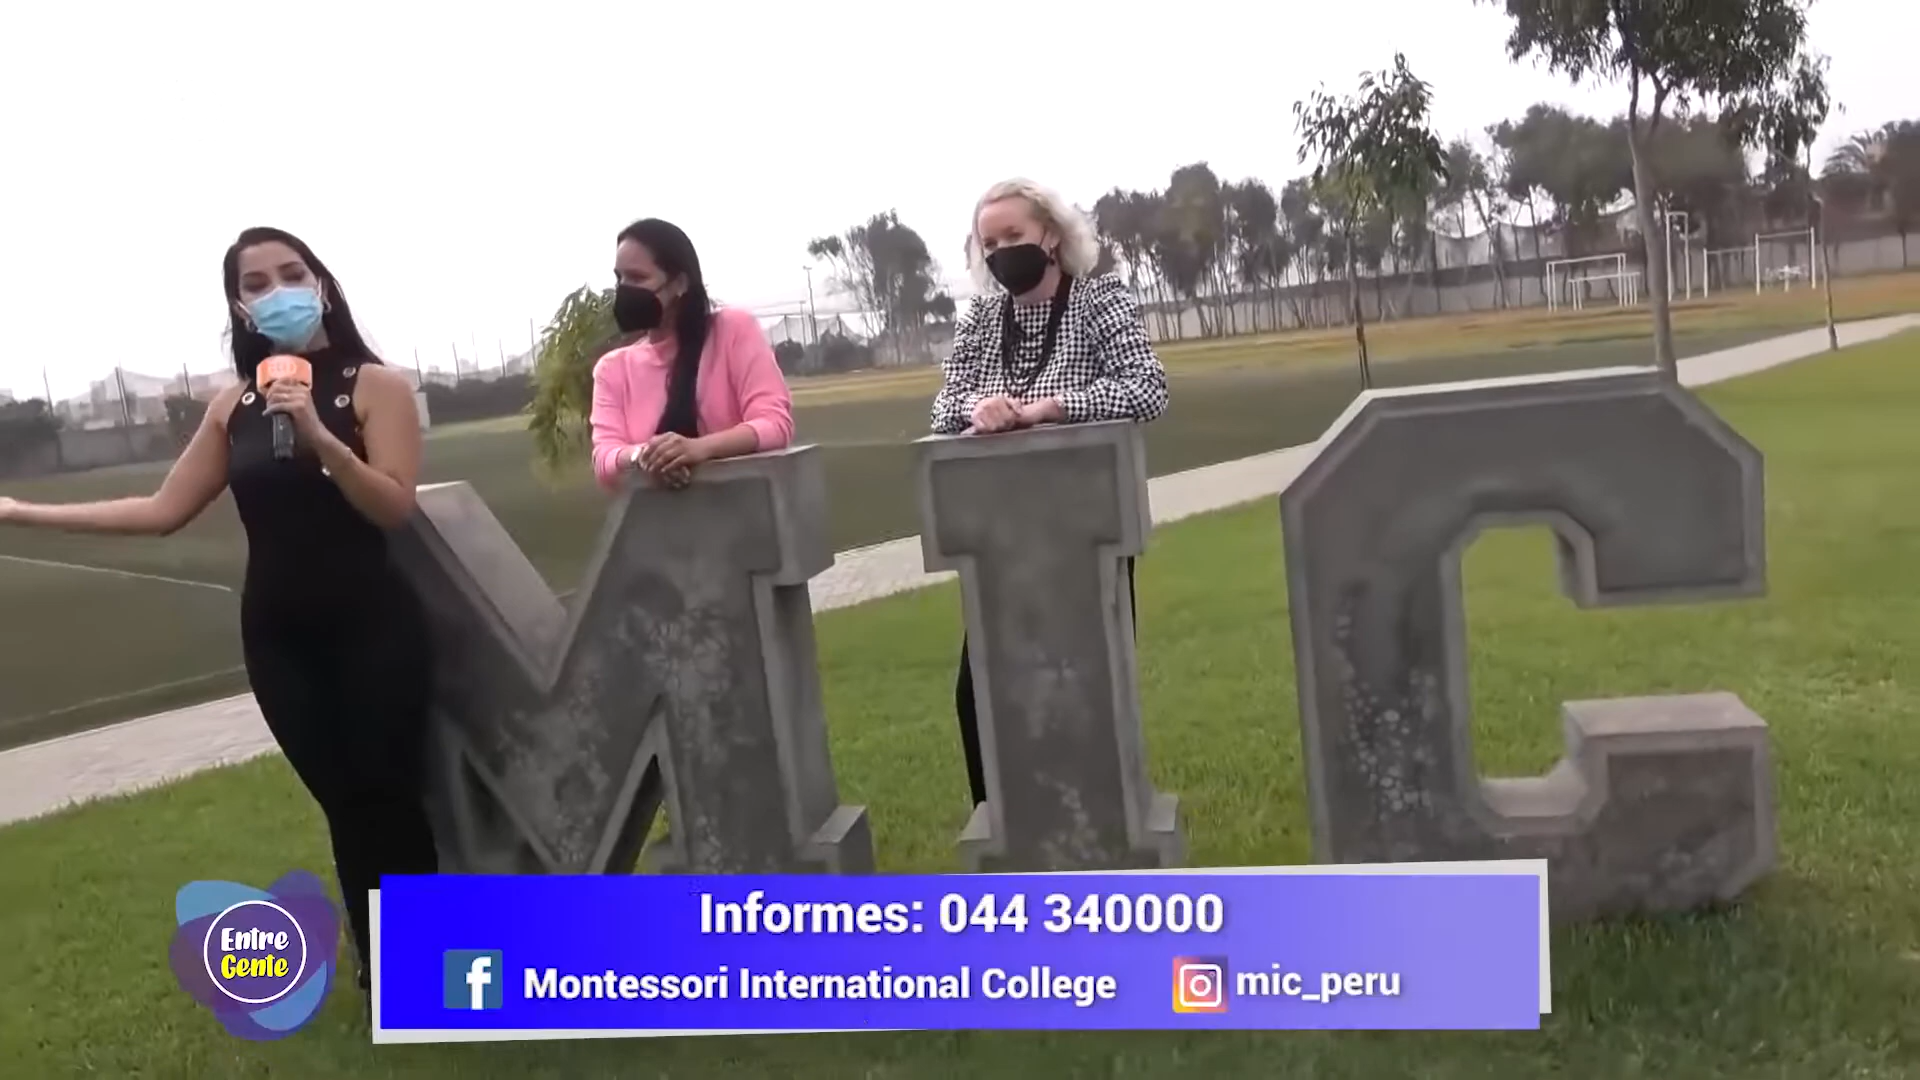 MIC
Informes: 044 340000
Montessori International College
mic_peru
Entre
Gente